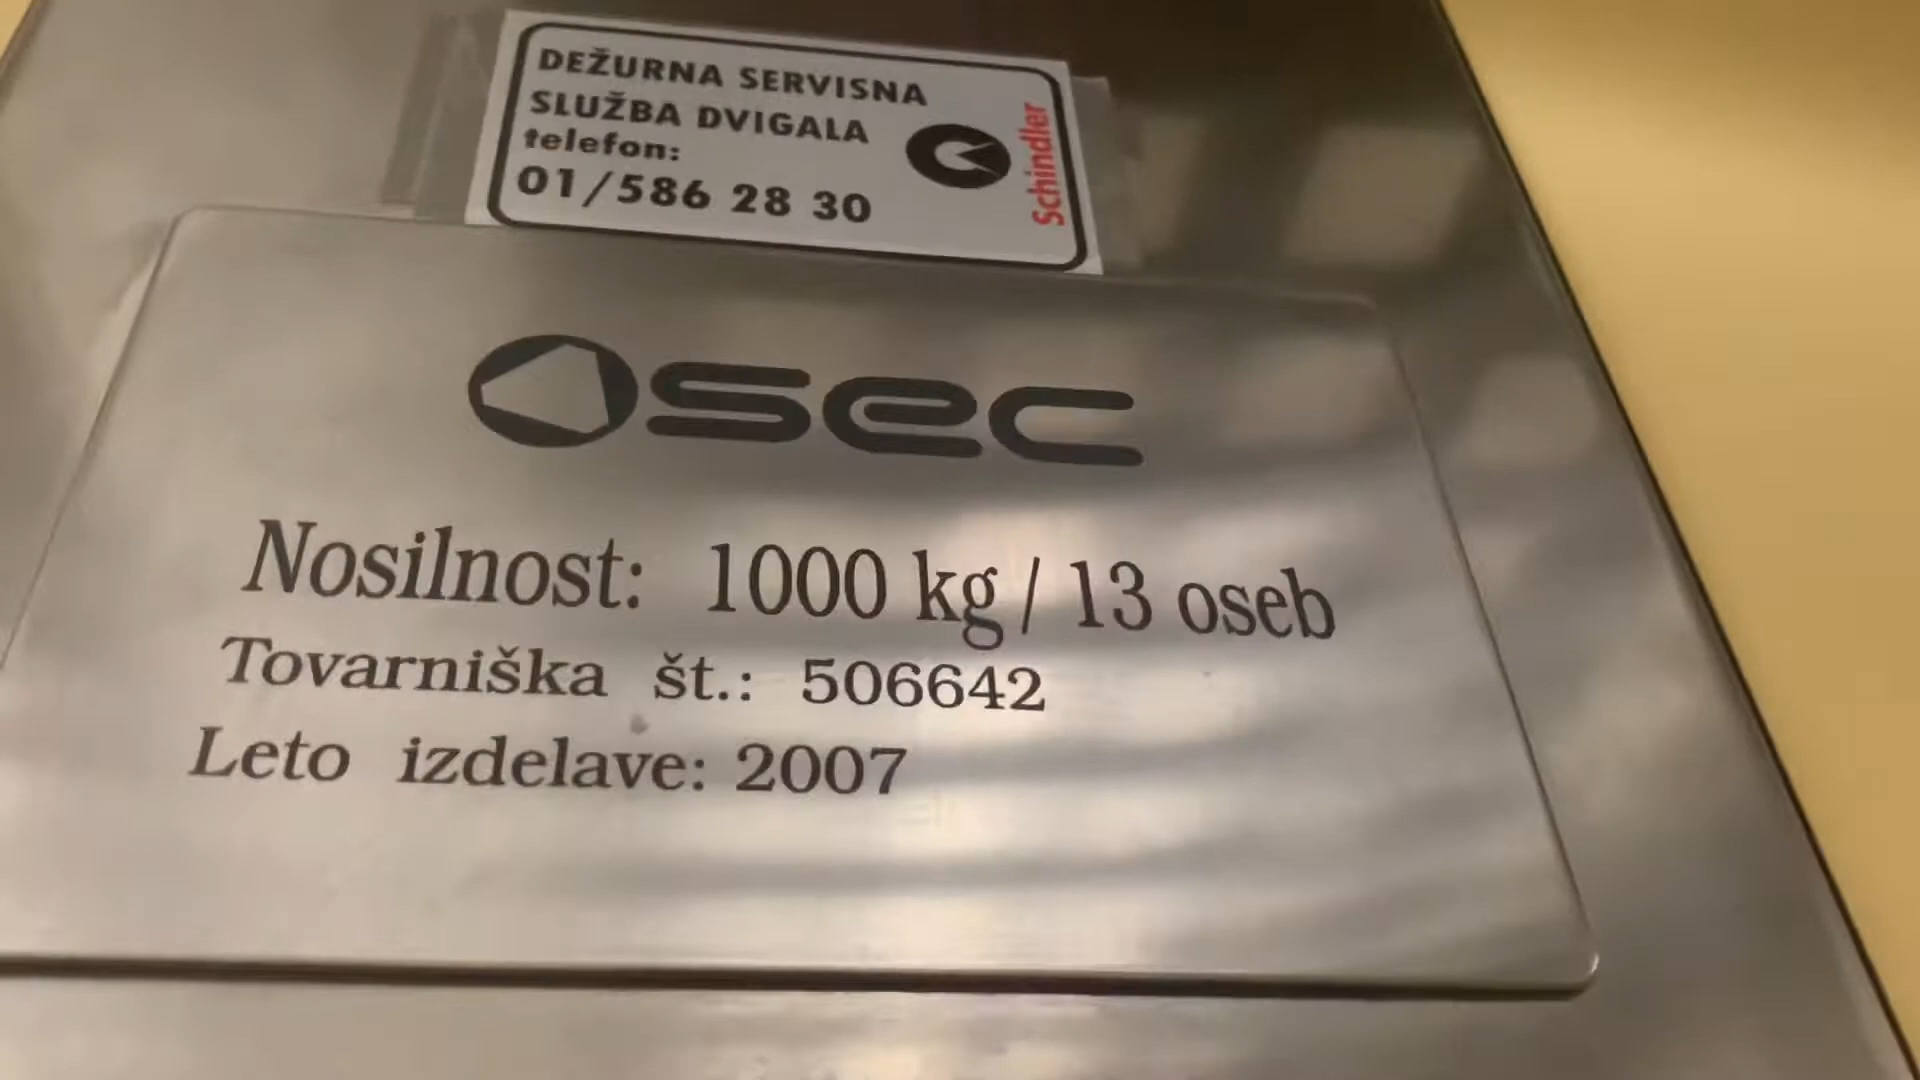 DEŽURNA SERVISNA
SLUŽBA DVIGALA
telefon:
01/586 28 30
Schindler
osec
Nosilnost: 1000 kg / 13 oseb
Tovarniška št.: 506642
Leto izdelave: 2007